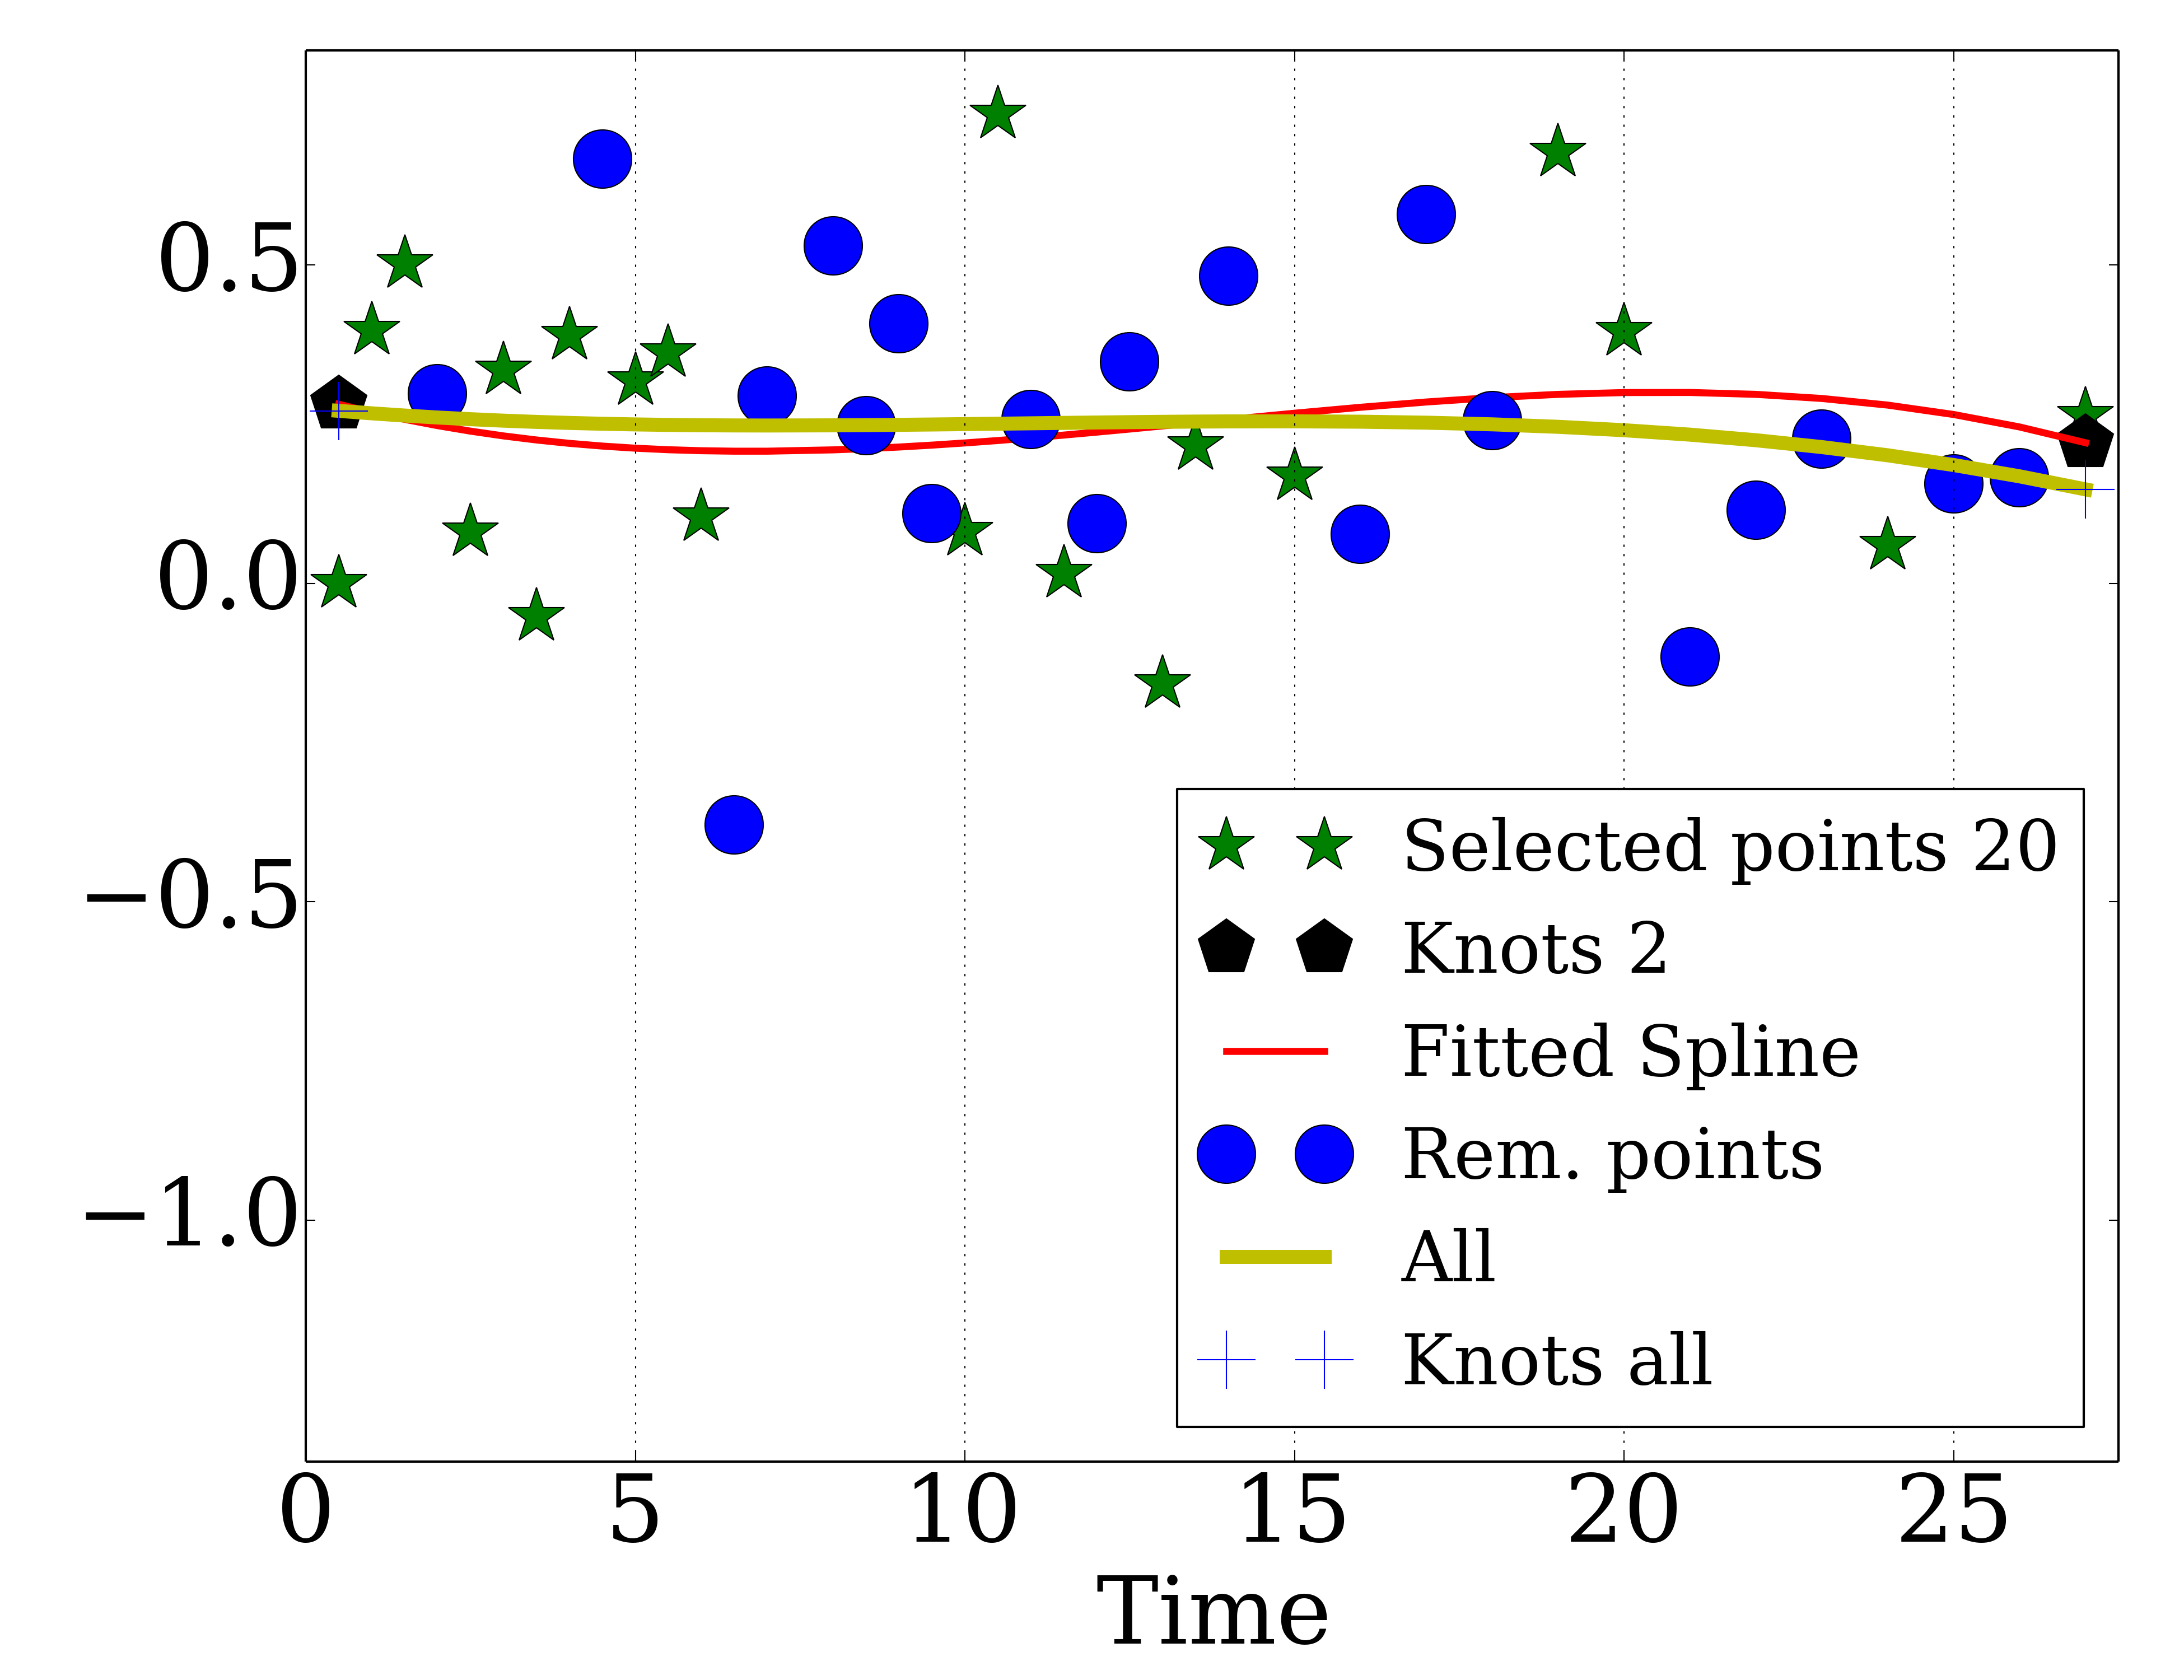 0.5
0.0
−0.5
−1.0
Selected points 20
Knots 2
Fitted Spline
Rem. points
All
Knots all
0 5 10 15 20 25
Time